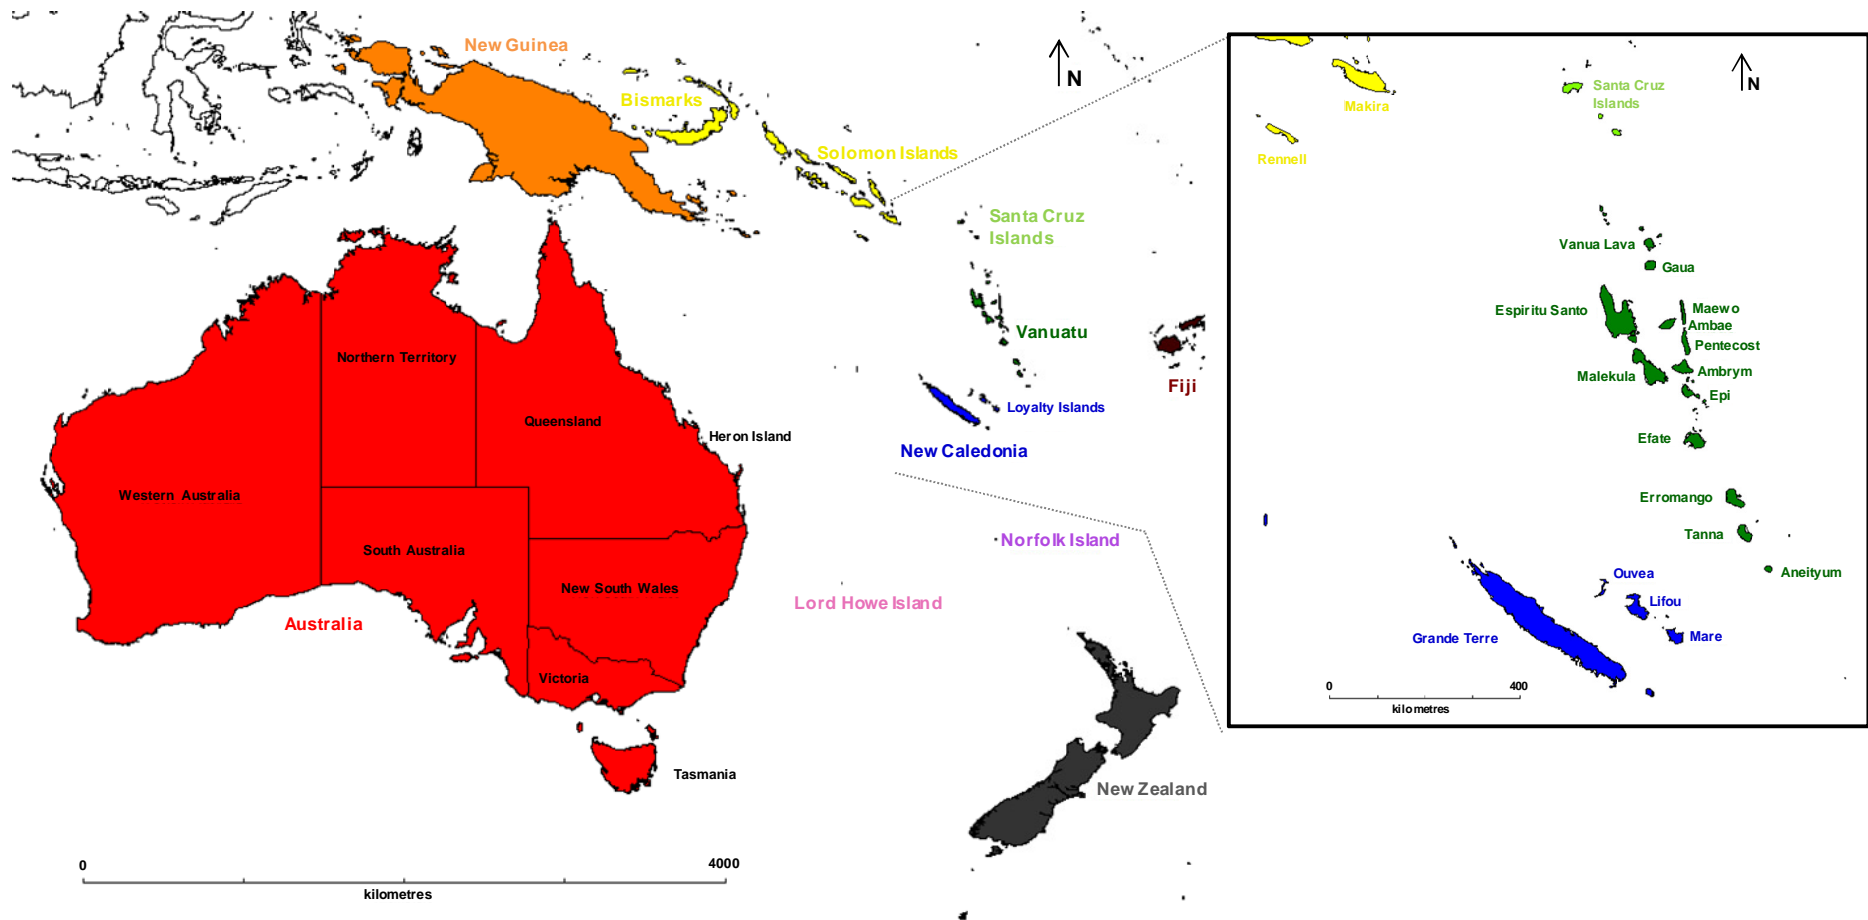 New Guinea
Bismarks
Solomon Islands
N
Santa Cruz
Islands
Vanuatu
Fiji
Loyalty Islands
New Caledonia
Northern Territory
Queensland
Heron Island
Western Australia
South Australia
New South Wales
Norfolk Island
Lord Howe Island
Australia
Victoria
Tasmania
New Zealand
0
4000
kilometres
N
Makira
Santa Cruz
Islands
Rennell
Vanua Lava
Gaua
Espiritu Santo
Maewo
Ambae
Pentecost
Malekula
Ambrym
Epi
Efate
Erromango
Tanna
Aneityum
Ouvea
Lifou
Grande Terre
Mare
0
400
kilometres